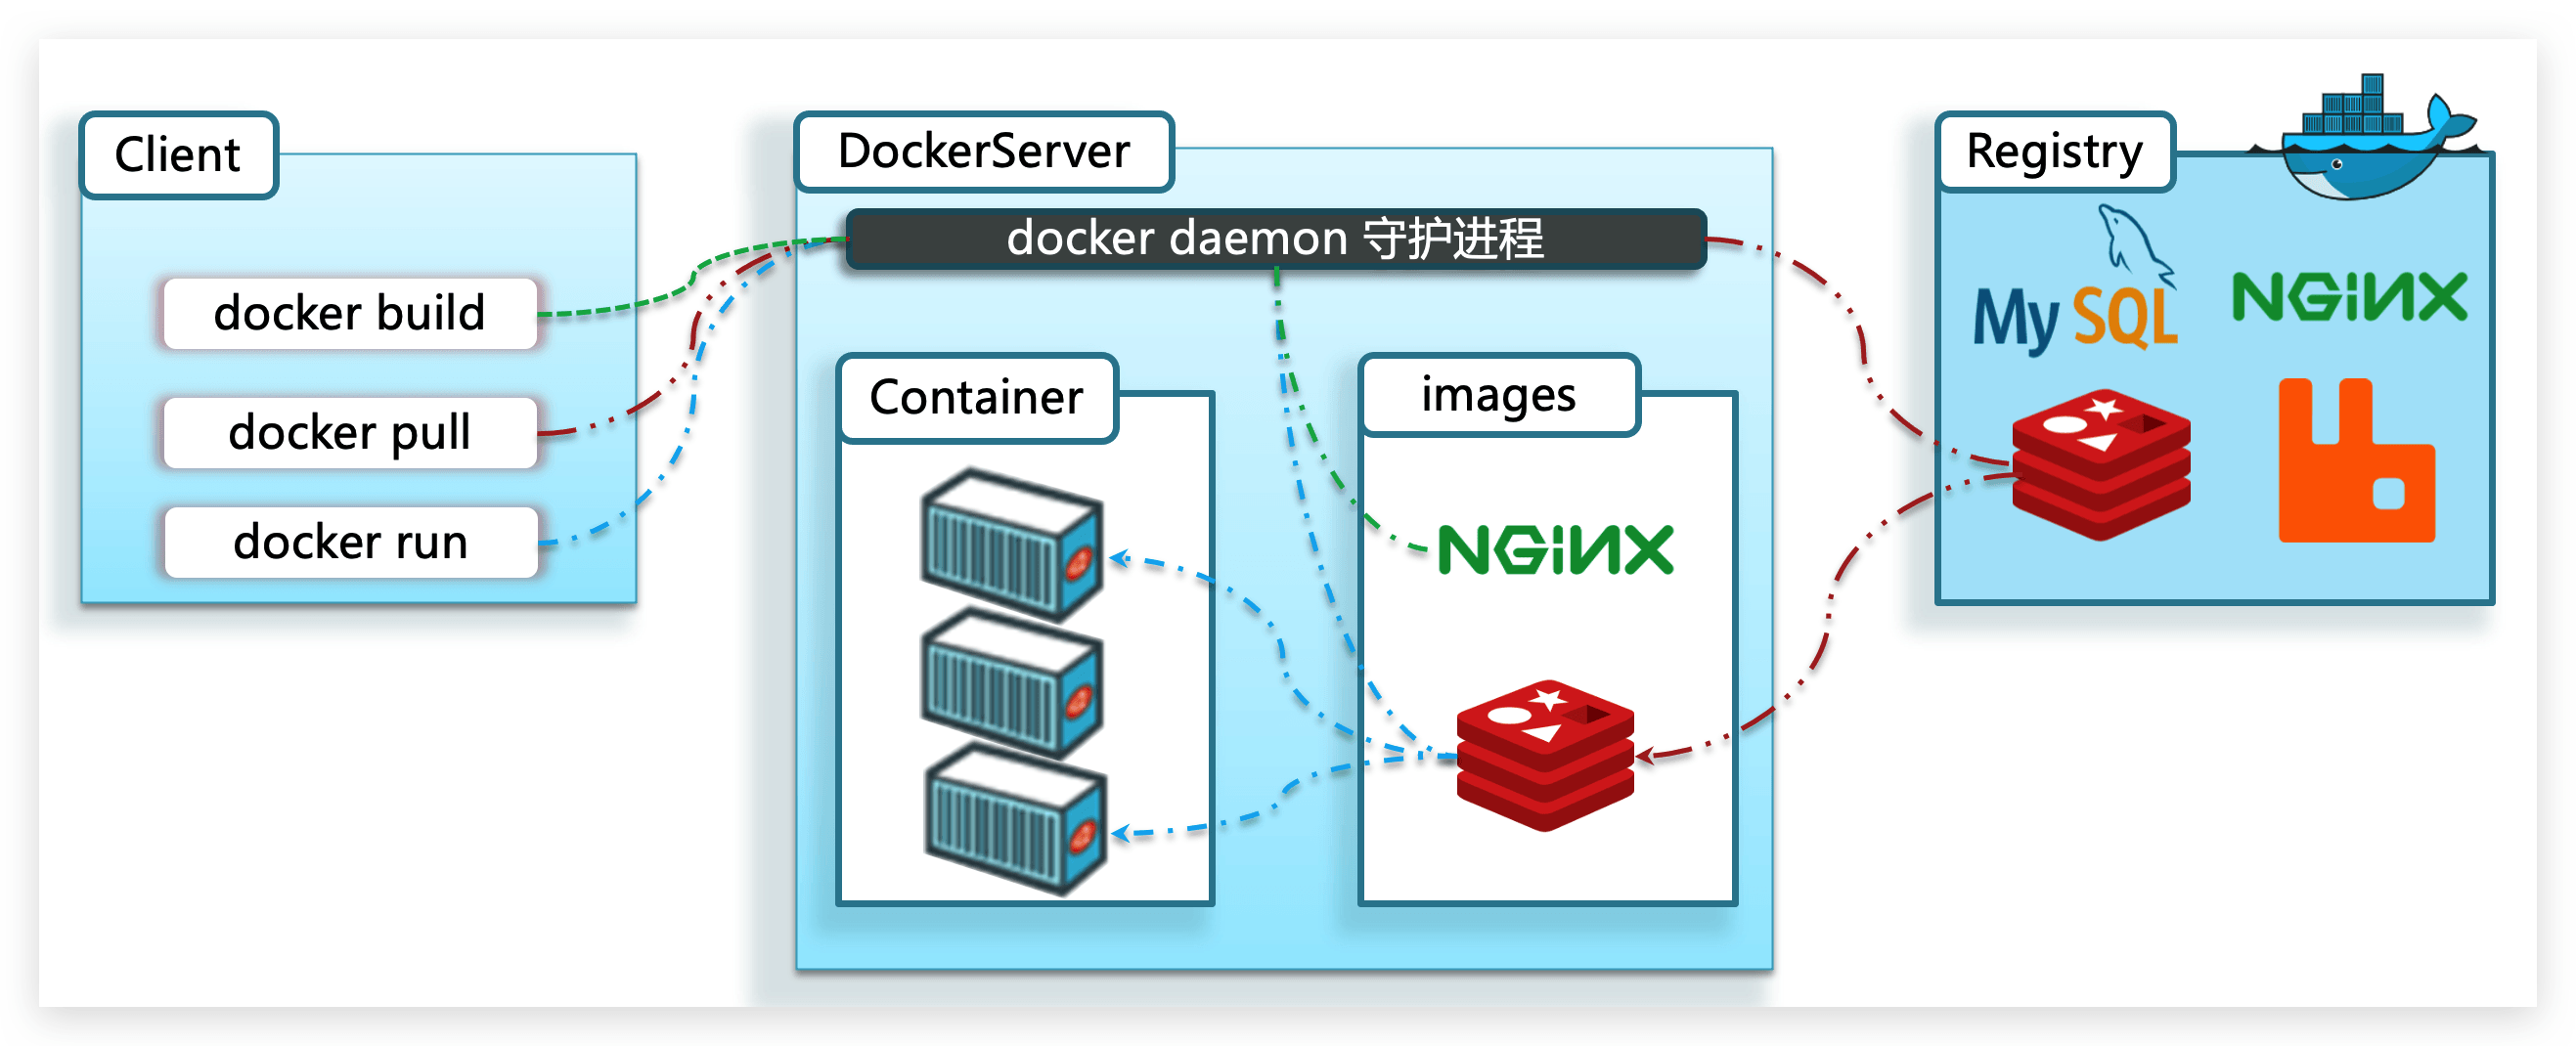 Client
docker build
docker pull
docker run
DockerServer
docker daemon 守护进程
Container
images
NGiNX
Registry
MySQL
NGiNX